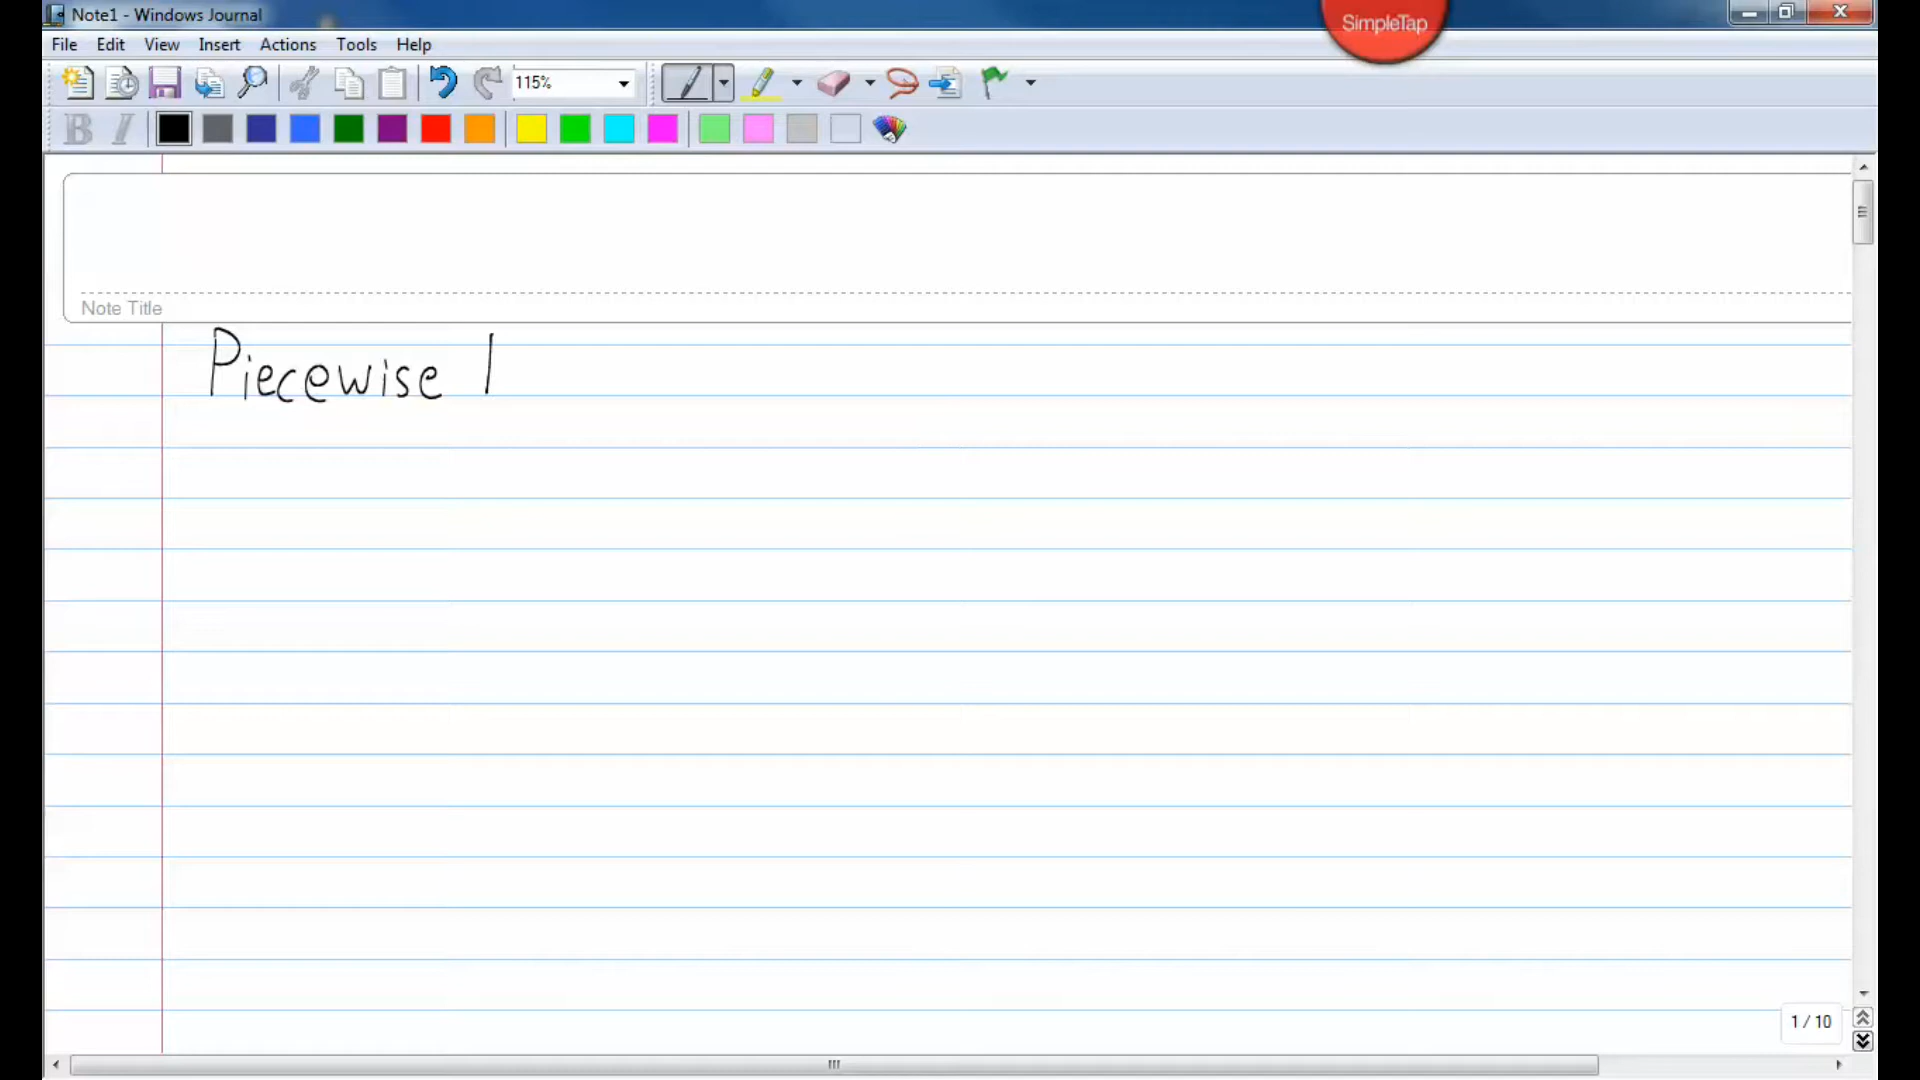 Note1 - Windows Journal
SimpleTap
File Edit View Insert Actions Tools Help
115%
B I
Note Title
Piecewise |
1 / 10